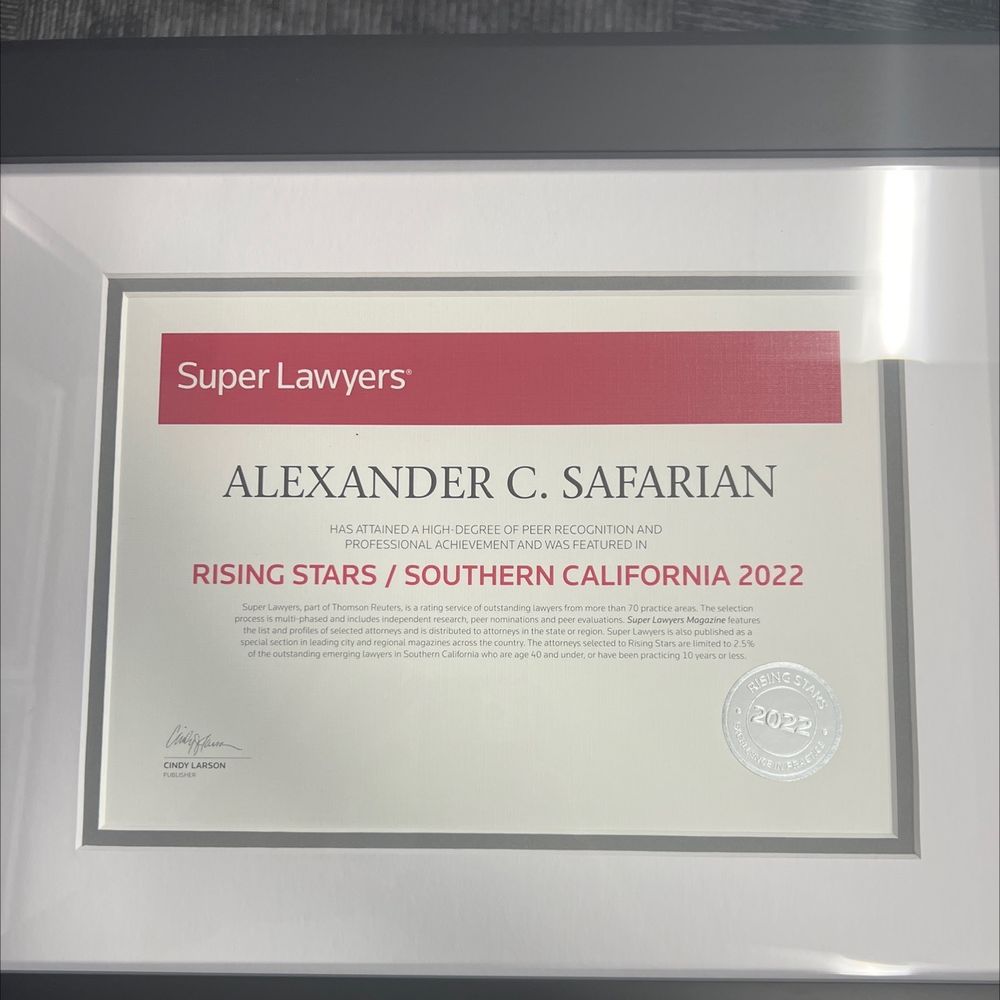 Super Lawyers®
ALEXANDER C. SAFARIAN
HAS ATTAINED A HIGH-DEGREE OF PEER RECOGNITION AND
PROFESSIONAL ACHIEVEMENT AND WAS FEATURED IN
RISING STARS / SOUTHERN CALIFORNIA 2022
Super Lawyers, part of Thomson Reuters, is a rating service of outstanding lawyers from more than 70 practice areas. The selection
process is multi-phased and includes independent research, peer nominations and peer evaluations. Super Lawyers Magazine features
the list and profiles of selected attorneys and is distributed to attorneys in the state or region. Super Lawyers is also published as a
special section in leading city and regional magazines across the country. The attorneys selected to Rising Stars are limited to 2.5%
of the outstanding emerging lawyers in Southern California who are age 40 and under, or have been practicing 10 years or less.
RISING STARS
2022
EXCELLENCE IN PRACTICE
CINDY LARSON
PUBLISHER